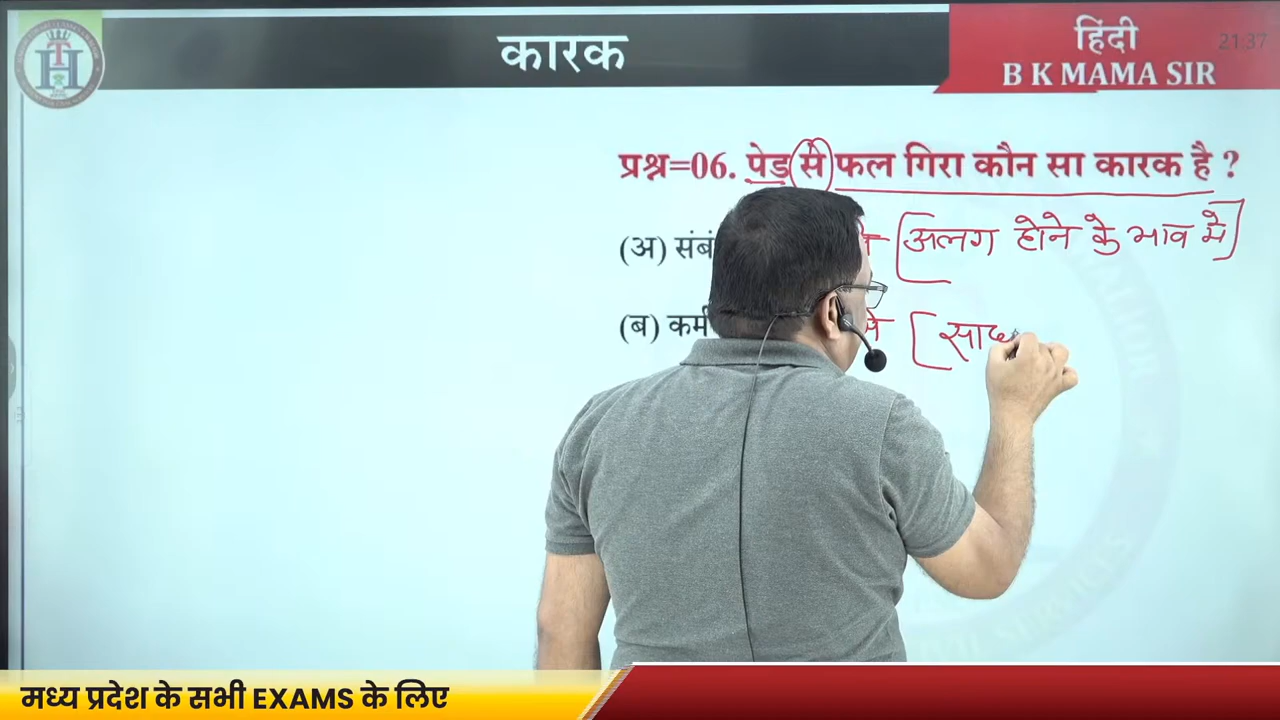 कारक
हिंदी
21:37
B K MAMA SIR
प्रश्न=06. पेड से फल गिरा कौन सा कारक है ?
(अ) संबं
[अलग होने के भाव में]
(ब) कर्म
मध्य प्रदेश के सभी EXAMS के लिए